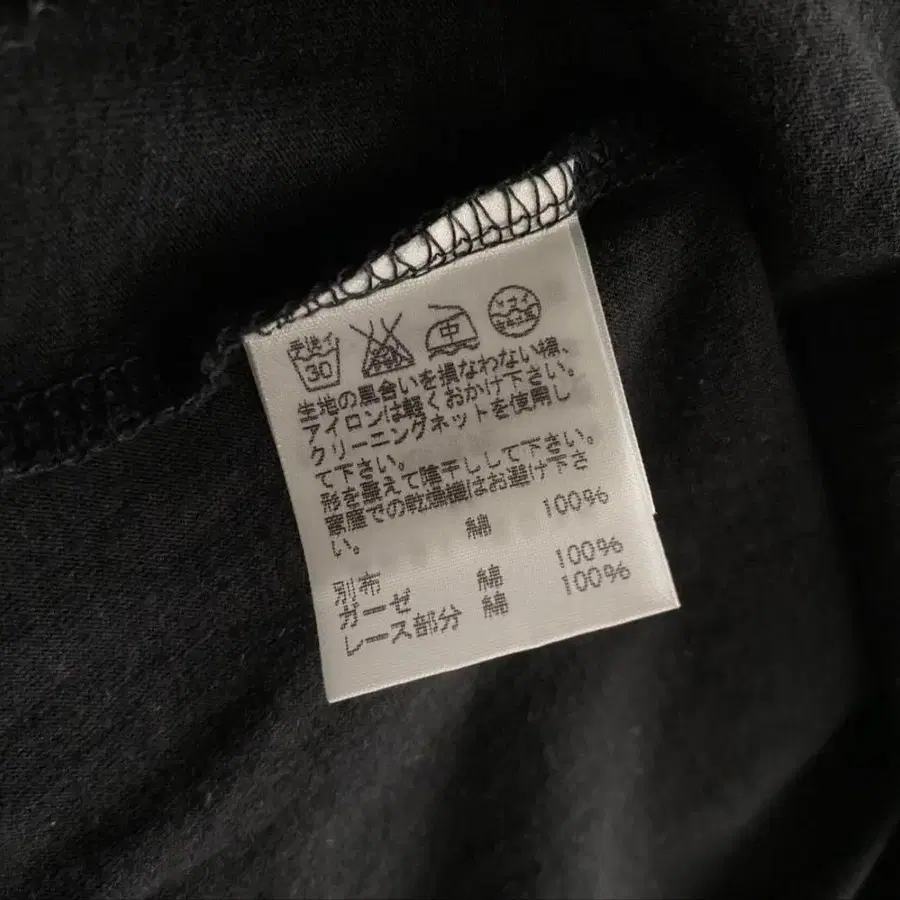 手洗イ 30 中
生地の風合いを損なわない様、
アイロンは軽くおかけ下さい。
クリーニングネットを使用し
て下さい。
形を整えて陰干しして下さい。
家庭での乾燥機はお避け下さ
い。
綿 100%
別布
ガーゼ 綿 100%
レース部分 綿 100%